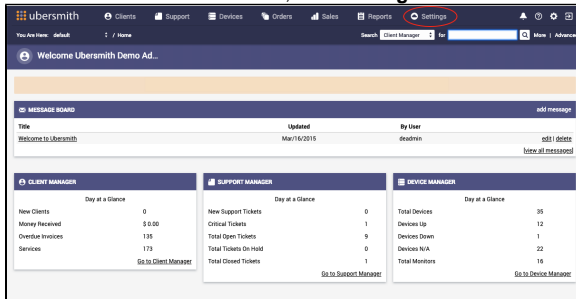 ubersmith Clients Support Devices Orders Sales Reports Settings
You Are Here: default / Home Search Client Manager for More | Advance
Welcome Ubersmith Demo Ad...
MESSAGE BOARD add message
Title Updated By User
Welcome to Ubersmith Mar/16/2015 deadmin edit | delete
[view all messages]
CLIENT MANAGER
Day at a Glance
New Clients 0
Money Received $ 0.00
Overdue Invoices 135
Services 173
Go to Client Manager
SUPPORT MANAGER
Day at a Glance
New Support Tickets 0
Critical Tickets 1
Total Open Tickets 9
Total Tickets On Hold 0
Total Closed Tickets 1
Go to Support Manager
DEVICE MANAGER
Day at a Glance
Total Devices 35
Devices Up 12
Devices Down 1
Devices N/A 22
Total Monitors 16
Go to Device Manager